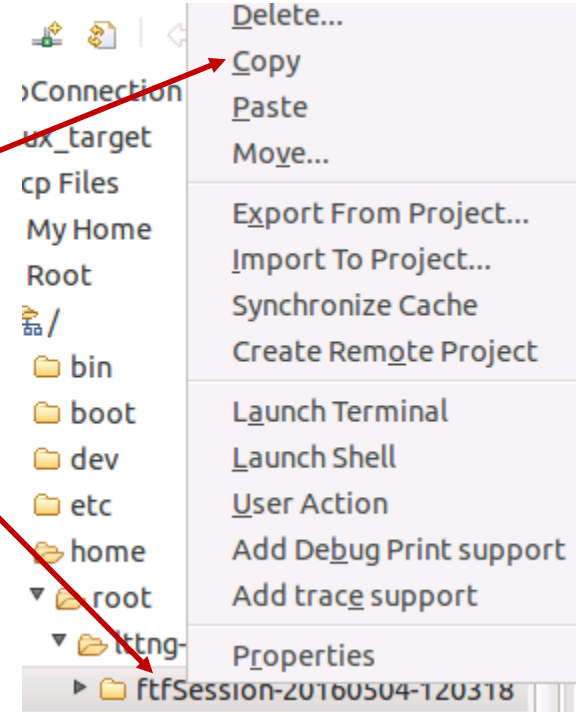 Delete...
Copy
Paste
Move...
Export From Project...
Import To Project...
Synchronize Cache
Create Remote Project
Launch Terminal
Launch Shell
User Action
Add Debug Print support
Add trace support
Properties
Connection
ux_target
cp Files
My Home
Root
/
bin
boot
dev
etc
home
root
lttng-
ftfSession-20160504-120318